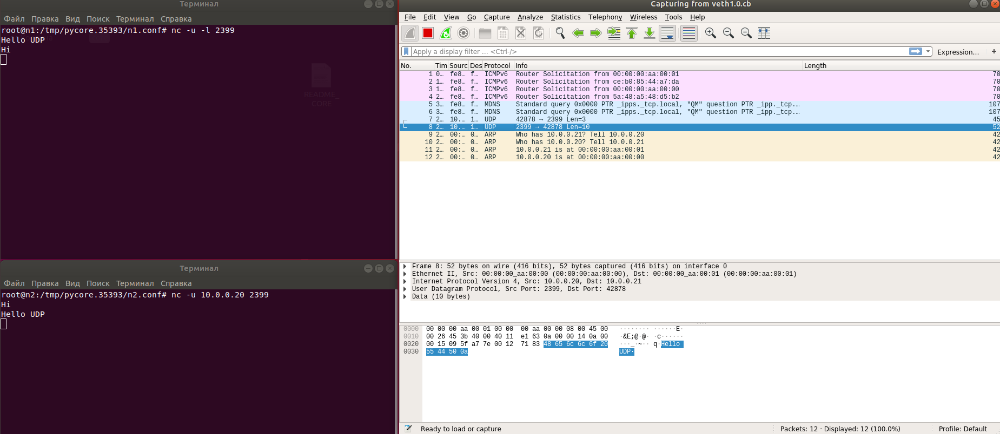 Терминал
Файл Правка Вид Поиск Терминал Справка
root@n1:/tmp/pycore.35393/n1.conf# nc -u -l 2399
Hello UDP
Hi
README_
CORE
Терминал
Файл Правка Вид Поиск Терминал Справка
root@n2:/tmp/pycore.35393/n2.conf# nc -u 10.0.0.20 2399
Hi
Hello UDP
Capturing from veth1.0.cb
File Edit View Go Capture Analyze Statistics Telephony Wireless Tools Help
Apply a display filter ... <Ctrl-/> Expression... +
No. Tim Sourc Des Protocol Info Length
1 0… fe8… f… ICMPv6 Router Solicitation from 00:00:00:aa:00:01 70
2 1… fe8… f… ICMPv6 Router Solicitation from ce:b0:85:44:a7:da 70
3 1… fe8… f… ICMPv6 Router Solicitation from 00:00:00:aa:00:00 70
4 2… fe8… f… ICMPv6 Router Solicitation from 5a:48:a5:48:d5:b2 70
5 3… fe8… f… MDNS Standard query 0x0000 PTR _ipps._tcp.local, "QM" question PTR _ipp._tcp.… 107
6 3… fe8… f… MDNS Standard query 0x0000 PTR _ipps._tcp.local, "QM" question PTR _ipp._tcp.… 107
7 2… 10.… 1… UDP 42878 → 2399 Len=3 45
8 2… 10.… 1… UDP 2399 → 42878 Len=10 52
9 2… 00:… 0… ARP Who has 10.0.0.21? Tell 10.0.0.20 42
10 2… 00:… 0… ARP Who has 10.0.0.20? Tell 10.0.0.21 42
11 2… 00:… 0… ARP 10.0.0.21 is at 00:00:00:aa:00:01 42
12 2… 00:… 0… ARP 10.0.0.20 is at 00:00:00:aa:00:00 42
Frame 8: 52 bytes on wire (416 bits), 52 bytes captured (416 bits) on interface 0
Ethernet II, Src: 00:00:00_aa:00:00 (00:00:00:aa:00:00), Dst: 00:00:00_aa:00:01 (00:00:00:aa:00:01)
Internet Protocol Version 4, Src: 10.0.0.20, Dst: 10.0.0.21
User Datagram Protocol, Src Port: 2399, Dst Port: 42878
Data (10 bytes)
0000 00 00 00 aa 00 01 00 00 00 aa 00 00 08 00 45 00 ········ ······E·
0010 00 26 45 3b 40 00 40 11 e1 63 0a 00 00 14 0a 00 ·&E;@·@· ·c······
0020 00 15 09 5f a7 7e 00 12 71 83 48 65 6c 6c 6f 20 ···_·~·· q·Hello
0030 55 44 50 0a UDP·
Ready to load or capture Packets: 12 · Displayed: 12 (100.0%) Profile: Default